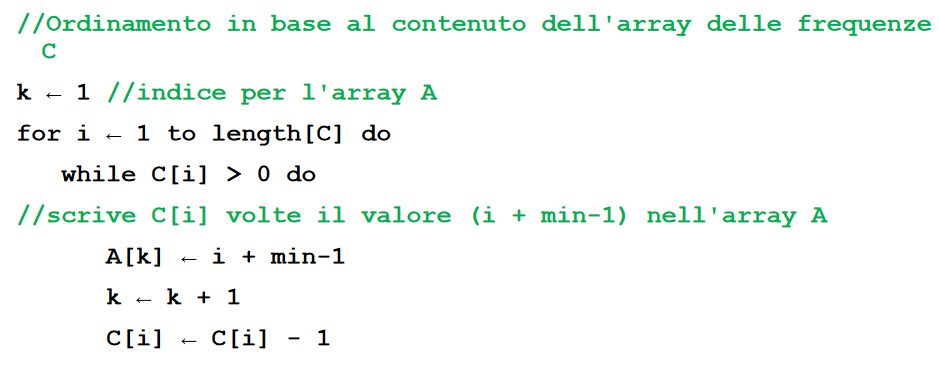 //Ordinamento in base al contenuto dell'array delle frequenze
C
k ← 1 //indice per l'array A
for i ← 1 to length[C] do
while C[i] > 0 do
//scrive C[i] volte il valore (i + min-1) nell'array A
A[k] ← i + min-1
k ← k + 1
C[i] ← C[i] - 1